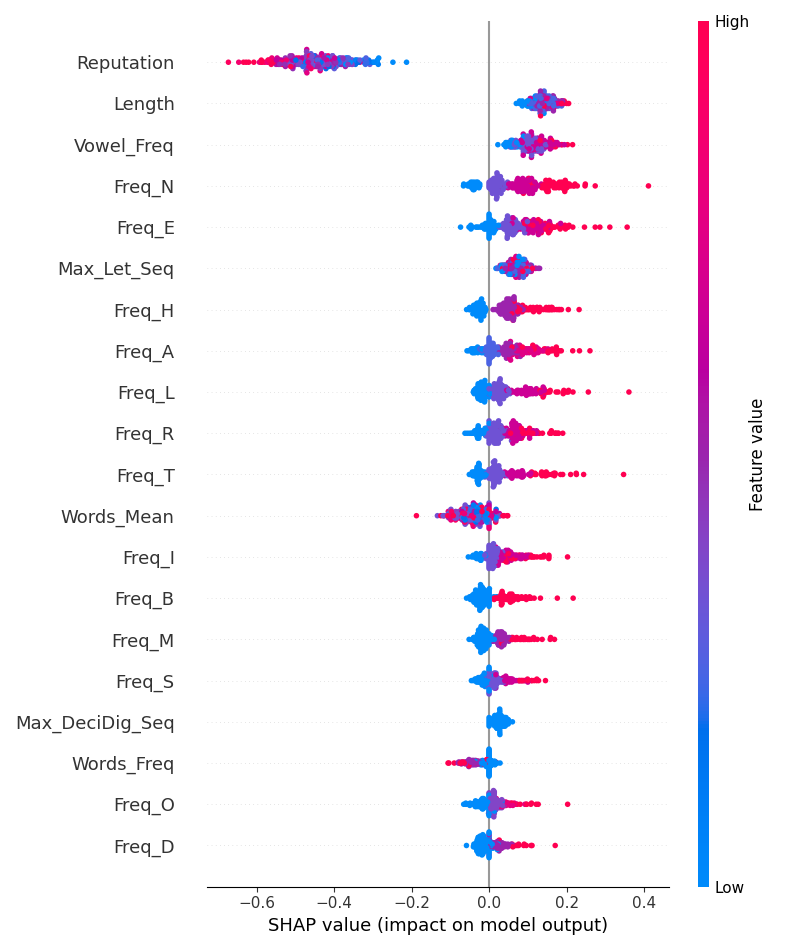 High
Reputation
Length
Vowel_Freq
Freq_N
Freq_E
Max_Let_Seq
Freq_H
Freq_A
Freq_L
Freq_R
Freq_T
Words_Mean
Freq_I
Freq_B
Freq_M
Freq_S
Max_DeciDig_Seq
Words_Freq
Freq_O
Freq_D
Feature value
Low
−0.6 −0.4 −0.2 0.0 0.2 0.4
SHAP value (impact on model output)